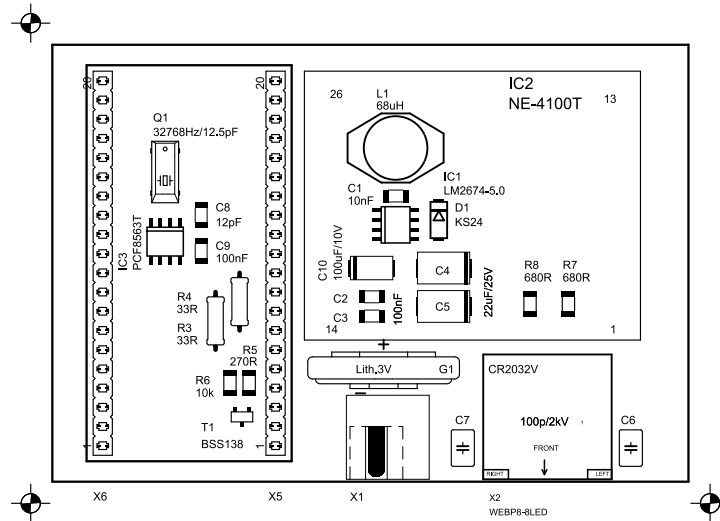 20
20
Q1
32768Hz/12.5pF
C8
12pF
C9
100nF
IC3
PCF8563T
R4
33R
R3
33R
R5
270R
R6
10k
T1
BSS138
1
1
X6
X5
26
L1
68uH
IC2
NE-4100T
13
IC1
LM2674-5.0
C1
10nF
D1
KS24
C10
100uF/10V
C4
22uF/25V
C5
C2
C3
100nF
R8
680R
R7
680R
14
1
+
Lith.3V
G1
-
CR2032V
100p/2kV
1
C7
C6
FRONT
RIGHT
LEFT
X1
X2
WEBP8-8LED